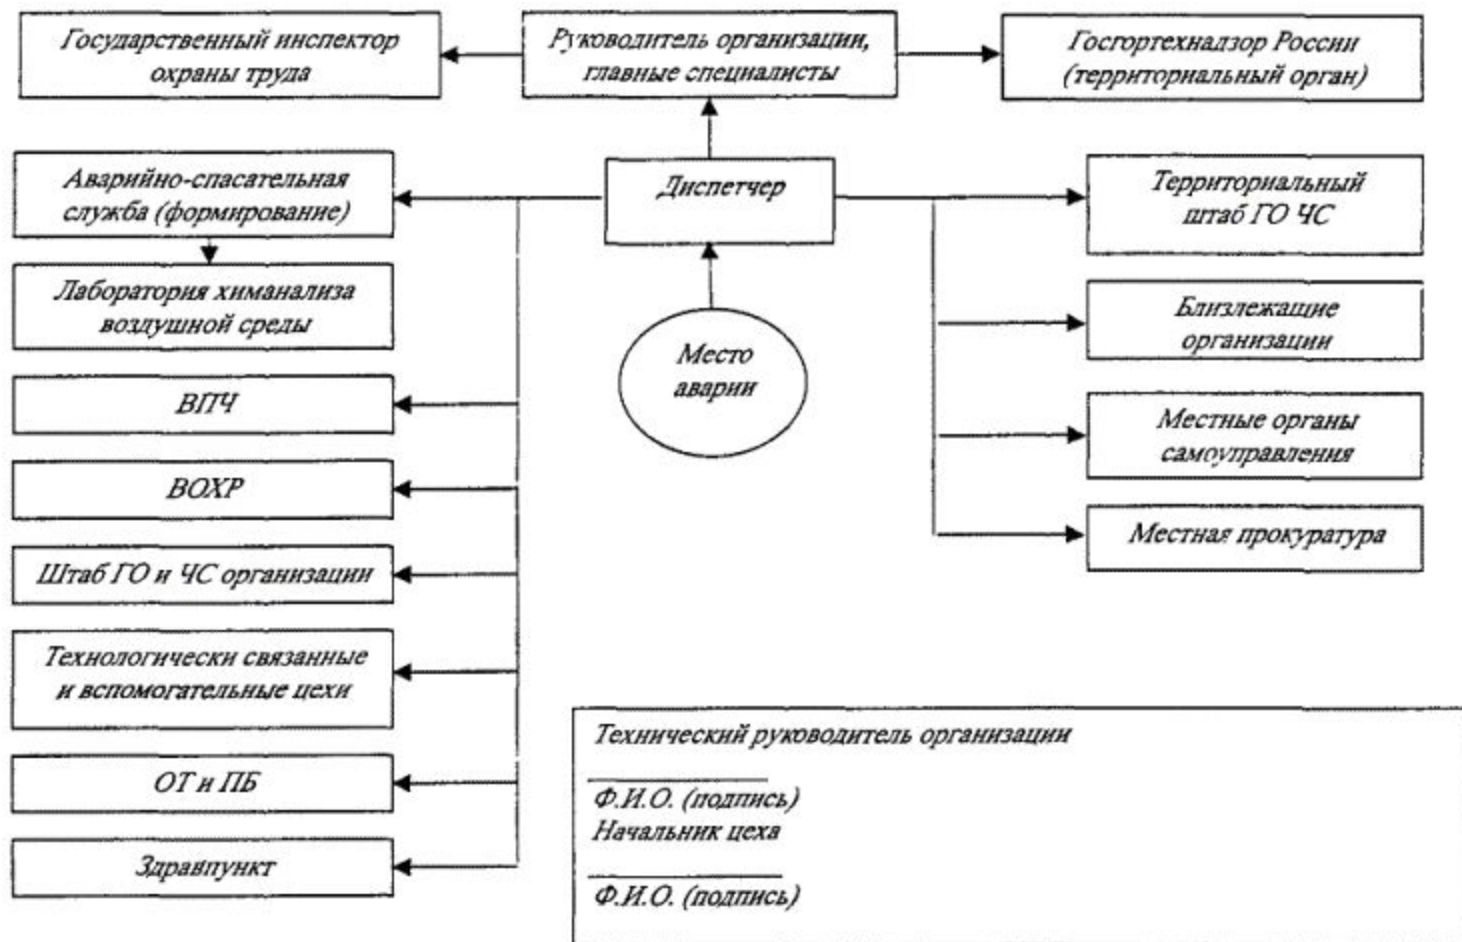 Государственный инспектор
охраны труда
Руководитель организации,
главные специалисты
Госгортехнадзор России
(территориальный орган)
Аварийно-спасательная
служба (формирование)
Диспетчер
Территориальный
штаб ГО ЧС
Лаборатория химанализа
воздушной среды
Близлежащие
организации
Место
аварии
ВПЧ
Местные органы
самоуправления
ВОХР
Местная прокуратура
Штаб ГО и ЧС организации
Технологически связанные
и вспомогательные цехи
ОТ и ПБ
Здравпункт
Технический руководитель организации
Ф.И.О. (подпись)
Начальник цеха
Ф.И.О. (подпись)